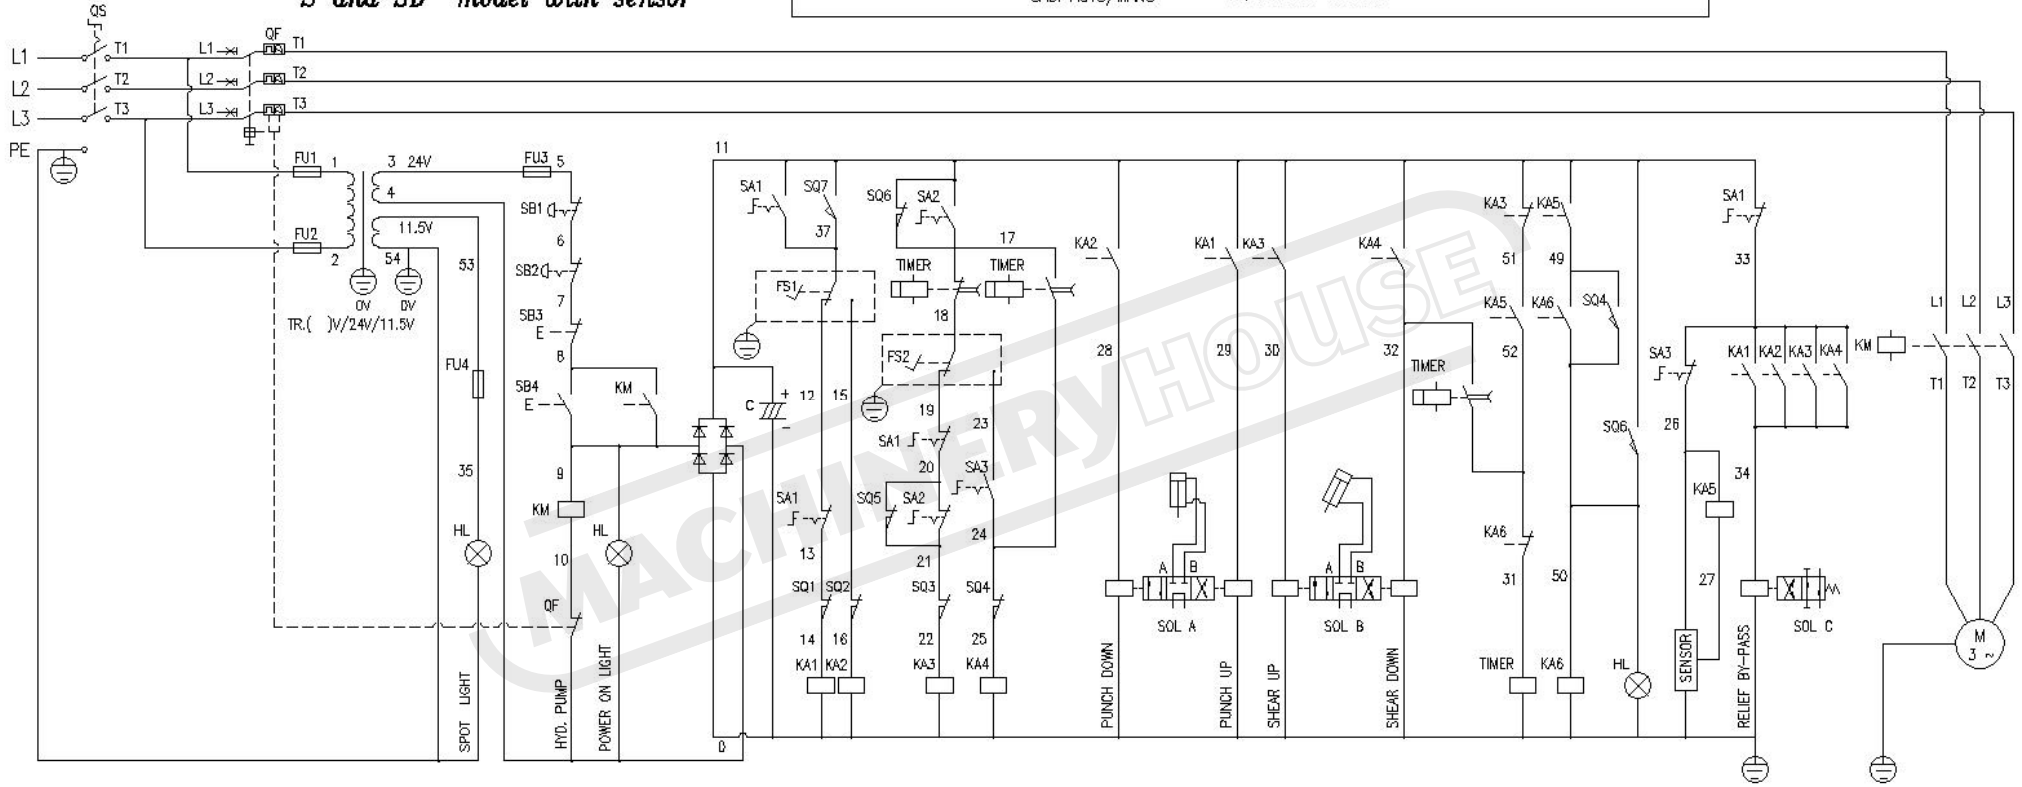 "S and SD" model with sensor
QS
L1
T1
L1
QF
T1
L2
T2
L2
T2
L3
T3
L3
T3
PE
FU1 1
3 24V
FU3 5
11
4
SB1
SA1
SQ7
SQ6
SA2
KA3
KA5
SA1
11.5V
FU2
2
54
6
37
17
KA2
KA1
KA3
KA4
51
49
33
53
SB2
TIMER
TIMER
0V
0V
7
FS1
TR.( )V/24V/11.5V
SB3
E
18
KA5
KA6
SQ4
L1
L2
L3
8
FS2
28
29
30
32
52
SA3
KA1
KA2
KA3
KA4
KM
FU4
SB4
E
KM
12
15
TIMER
T1
T2
T3
C
+
−
19
23
SA1
SQ6
26
35
9
20
SA3
34
KM
SA1
SQ5
SA2
KA5
HL
HL
10
13
24
KA6
21
A
B
A
B
31
50
27
QF
SQ1
SQ2
SQ3
SQ4
14
16
22
25
SOL A
SOL B
SOL C
M
3 ~
KA1
KA2
KA3
KA4
TIMER
KA6
HL
SPOT LIGHT
HYD. PUMP
POWER ON LIGHT
PUNCH DOWN
PUNCH UP
SHEAR UP
SHEAR DOWN
SENSOR
RELIEF BY-PASS
0
MACHINERYHOUSE